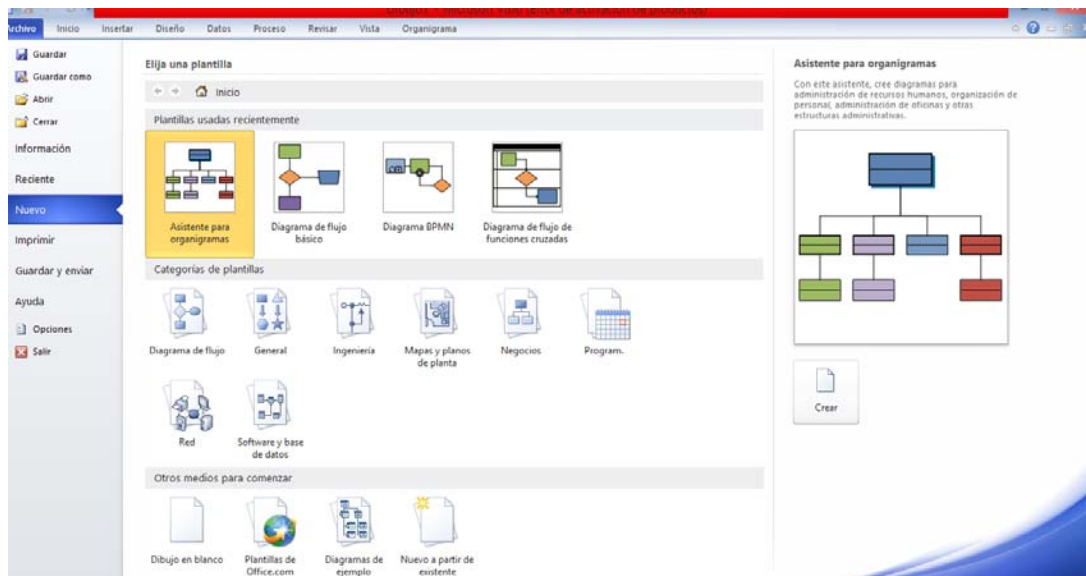 Archivo Inicio Insertar Diseño Datos Proceso Revisar Vista Organigrama
Guardar
Guardar como
Abrir
Cerrar
Información
Reciente
Nuevo
Imprimir
Guardar y enviar
Ayuda
Opciones
Salir
Elija una plantilla
Inicio
Plantillas usadas recientemente
Asistente para
organigramas
Diagrama de flujo
básico
Diagrama BPMN
Diagrama de flujo de
funciones cruzadas
Categorías de plantillas
Diagrama de flujo
General
Ingeniería
Mapas y planos
de planta
Negocios
Program.
Red
Software y base
de datos
Otros medios para comenzar
Dibujo en blanco
Plantillas de
Office.com
Diagramas de
ejemplo
Nuevo a partir de
existente
Asistente para organigramas
Con este asistente, cree diagramas para
administración de recursos humanos, organización de
personal, administración de oficinas y otras
estructuras administrativas.
Crear